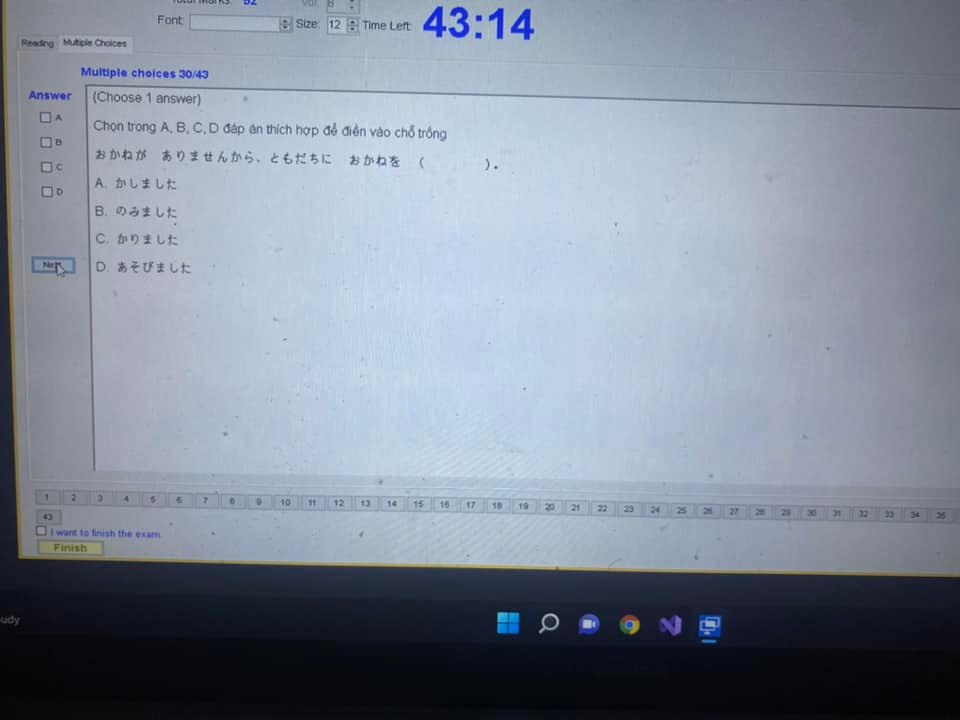 52
Font: Size: 12 Time Left: 43:14
Reading Multiple Choices
Multiple choices 30/43
Answer
(Choose 1 answer)
A
Chọn trong A, B, C, D đáp án thích hợp để điền vào chỗ trống
B
おかねが ありませんから、ともだちに おかねを ( )。
C
A. かしました
D
B. のみました
C. かりました
Next
D. あそびました
1 2 3 4 5 6 7 8 9 10 11 12 13 14 15 16 17 18 19 20 21 22 23 24 25 26 27 28 29 30 31 32 33 34 35
43
I want to finish the exam.
Finish
udy